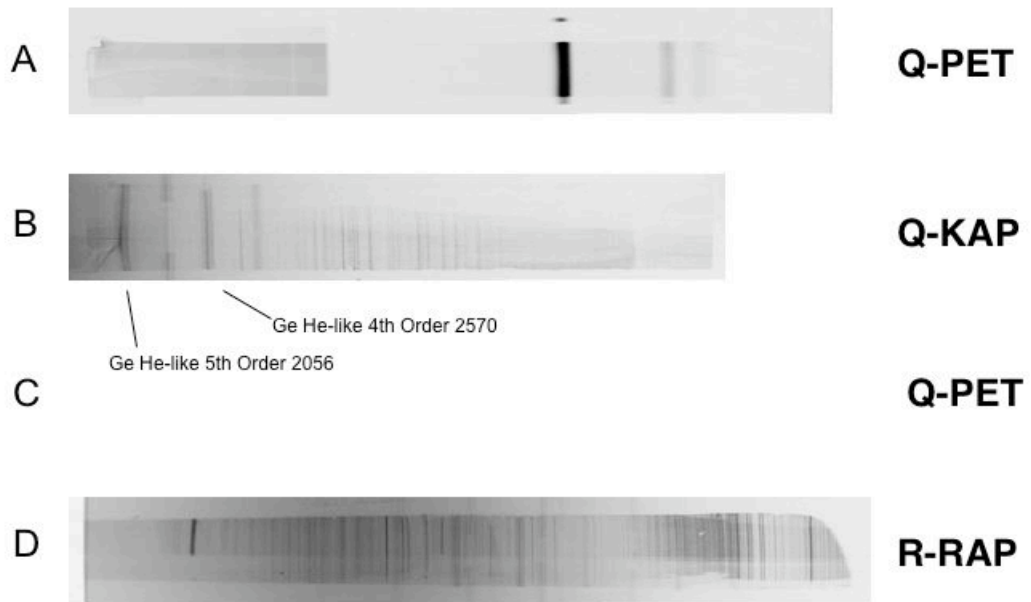 A Q-PET
B Q-KAP
Ge He-like 4th Order 2570
Ge He-like 5th Order 2056
C Q-PET
D R-RAP